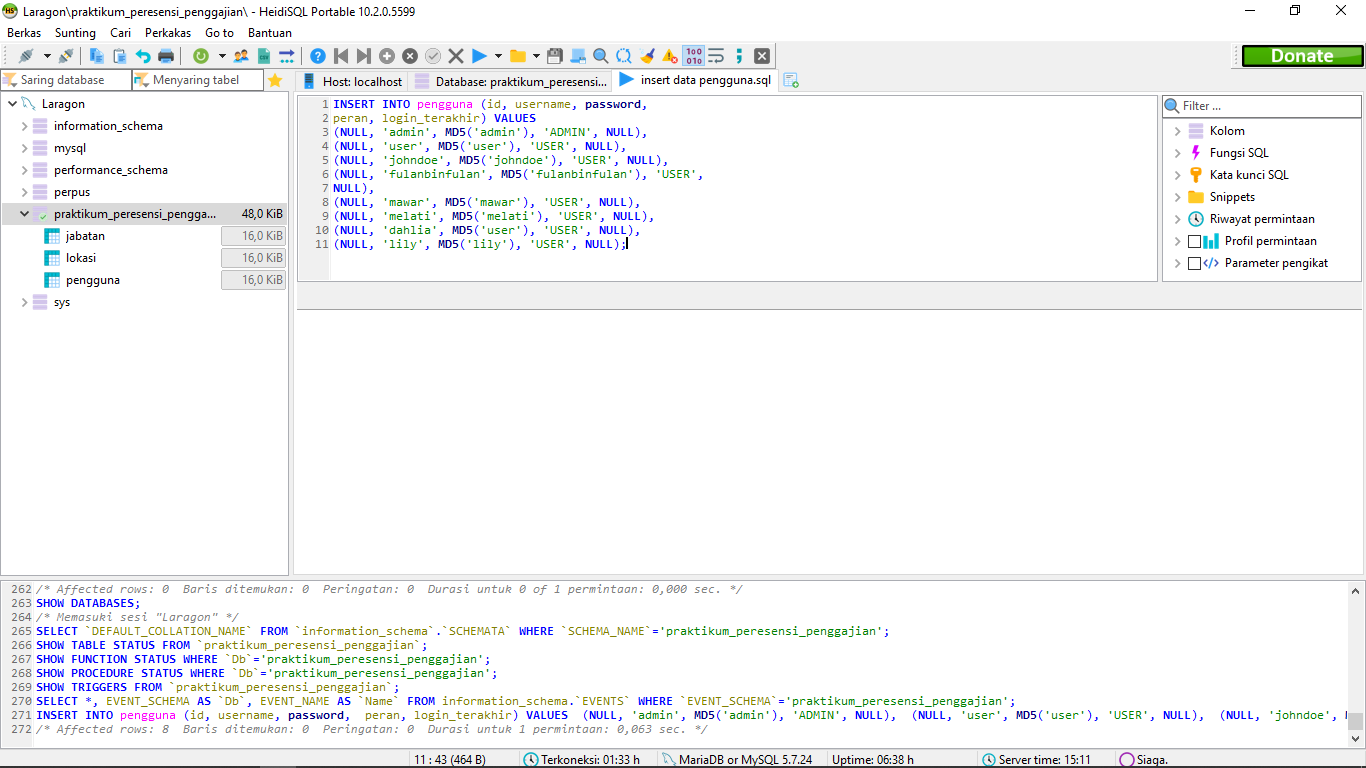 Laragon\praktikum_peresensi_penggajian\ - HeidiSQL Portable 10.2.0.5599
Berkas Sunting Cari Perkakas Go to Bantuan
Donate
Saring database Menyaring tabel
Host: localhost Database: praktikum_peresensi... insert data pengguna.sql
Laragon
information_schema
mysql
performance_schema
perpus
praktikum_peresensi_pengga... 48,0 KiB
jabatan 16,0 KiB
lokasi 16,0 KiB
pengguna 16,0 KiB
sys
1 INSERT INTO pengguna (id, username, password,
2 peran, login_terakhir) VALUES
3 (NULL, 'admin', MD5('admin'), 'ADMIN', NULL),
4 (NULL, 'user', MD5('user'), 'USER', NULL),
5 (NULL, 'johndoe', MD5('johndoe'), 'USER', NULL),
6 (NULL, 'fulanbinfulan', MD5('fulanbinfulan'), 'USER',
7 NULL),
8 (NULL, 'mawar', MD5('mawar'), 'USER', NULL),
9 (NULL, 'melati', MD5('melati'), 'USER', NULL),
10 (NULL, 'dahlia', MD5('user'), 'USER', NULL),
11 (NULL, 'lily', MD5('lily'), 'USER', NULL);
Filter ...
Kolom
Fungsi SQL
Kata kunci SQL
Snippets
Riwayat permintaan
Profil permintaan
Parameter pengikat
262 /* Affected rows: 0 Baris ditemukan: 0 Peringatan: 0 Durasi untuk 0 of 1 permintaan: 0,000 sec. */
263 SHOW DATABASES;
264 /* Memasuki sesi "Laragon" */
265 SELECT `DEFAULT_COLLATION_NAME` FROM `information_schema`.`SCHEMATA` WHERE `SCHEMA_NAME`='praktikum_peresensi_penggajian';
266 SHOW TABLE STATUS FROM `praktikum_peresensi_penggajian`;
267 SHOW FUNCTION STATUS WHERE `Db`='praktikum_peresensi_penggajian';
268 SHOW PROCEDURE STATUS WHERE `Db`='praktikum_peresensi_penggajian';
269 SHOW TRIGGERS FROM `praktikum_peresensi_penggajian`;
270 SELECT *, EVENT_SCHEMA AS `Db`, EVENT_NAME AS `Name` FROM information_schema.`EVENTS` WHERE `EVENT_SCHEMA`='praktikum_peresensi_penggajian';
271 INSERT INTO pengguna (id, username, password, peran, login_terakhir) VALUES (NULL, 'admin', MD5('admin'), 'ADMIN', NULL), (NULL, 'user', MD5('user'), 'USER', NULL), (NULL, 'johndoe',
272 /* Affected rows: 8 Baris ditemukan: 0 Peringatan: 0 Durasi untuk 1 permintaan: 0,063 sec. */
11 : 43 (464 B) Terkoneksi: 01:33 h MariaDB or MySQL 5.7.24 Uptime: 06:38 h Server time: 15:11 Siaga.